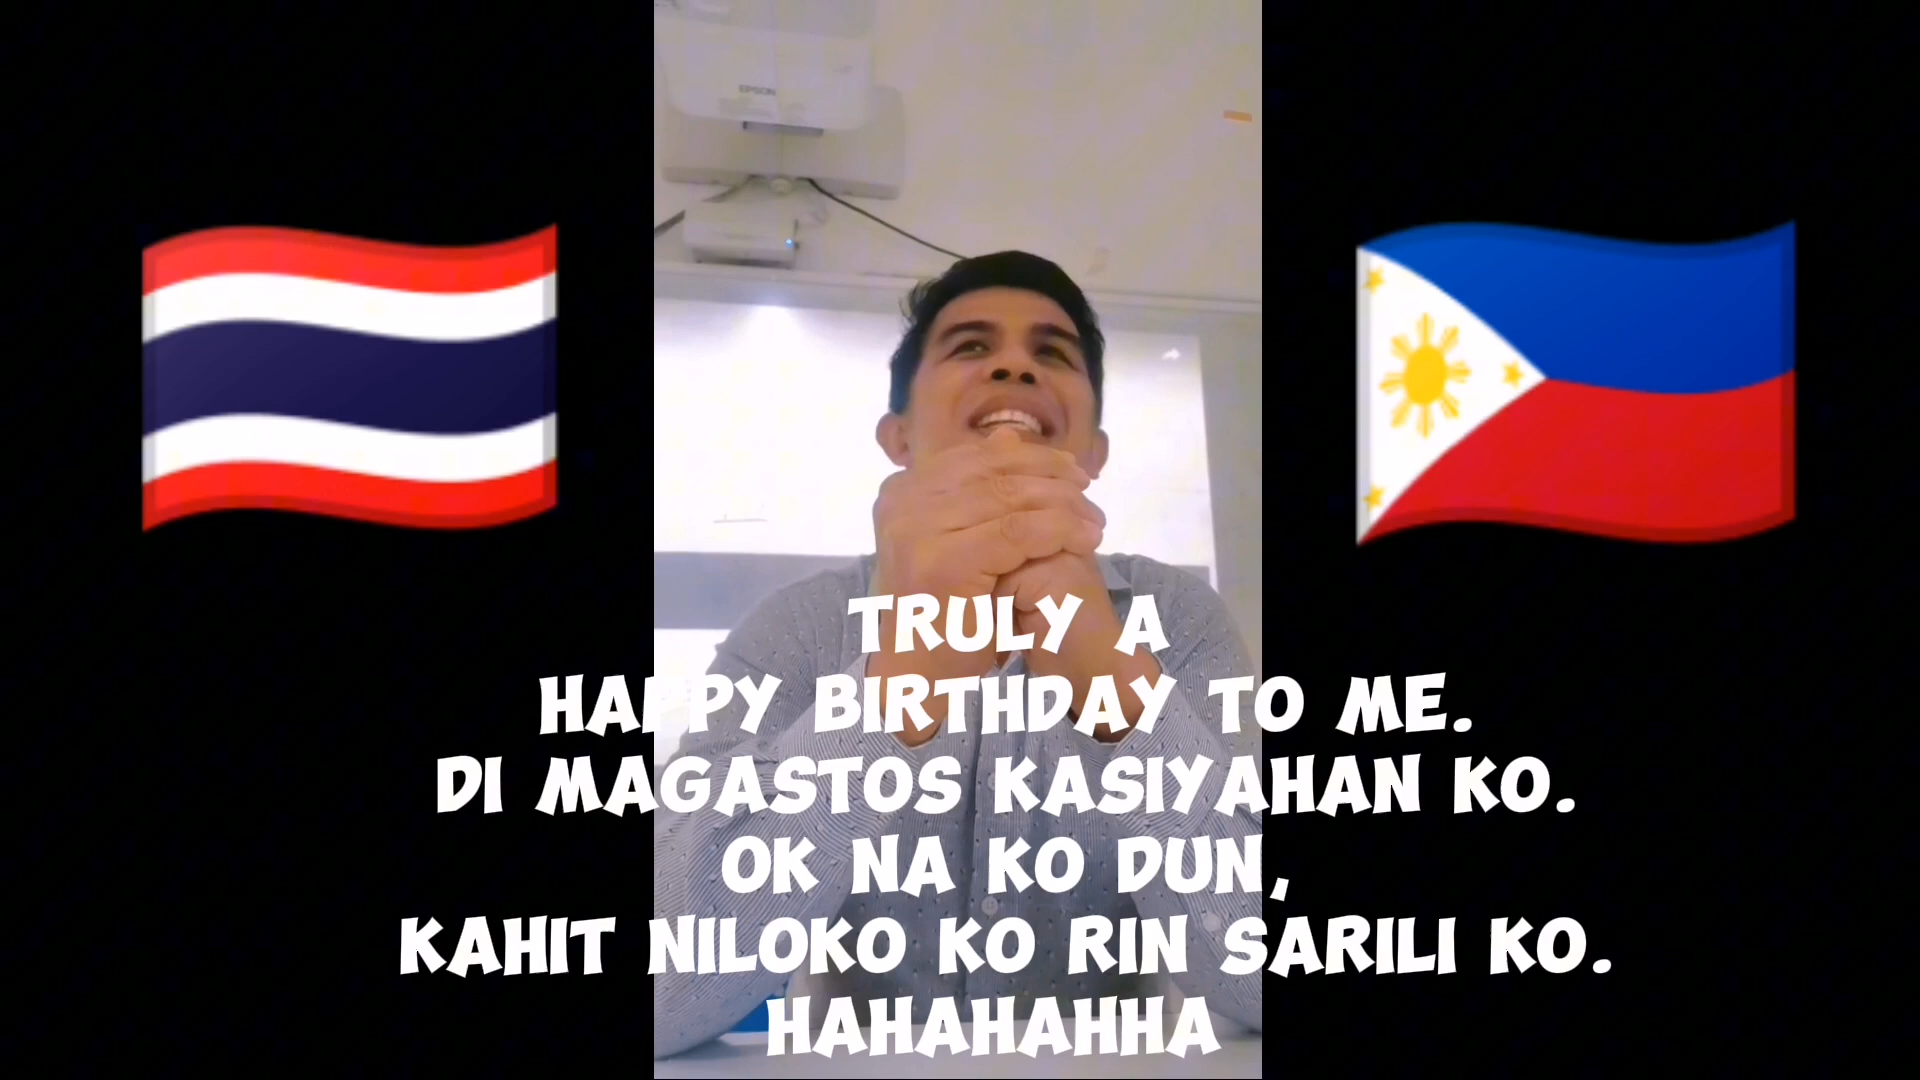 EPSON
TRULY A
HAPPY BIRTHDAY TO ME.
DI MAGASTOS KASIYAHAN KO.
OK NA KO DUN,
KAHIT NILOKO KO RIN SARILI KO.
HAHAHAHHA